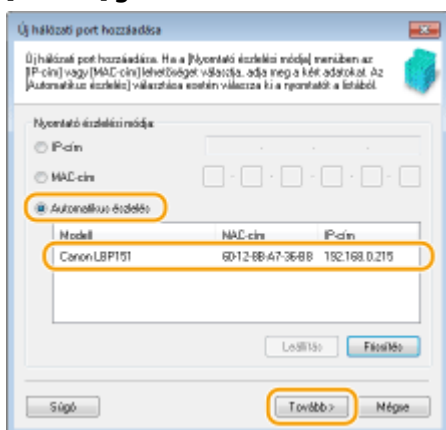 Új hálózati port hozzáadása
Új hálózati port hozzáadása. Ha a [Nyomtató észlelési módja] menüben az
[IP-cím] vagy [MAC-cím] lehetőséget választja, adja meg a kért adatokat. Az
[Automatikus észlelés] választása esetén válassza ki a nyomtatót a listából.
Nyomtató észlelési módja:
IP-cím
MAC-cím
Automatikus észlelés
Modell MAC-cím IP-cím
Canon LBP151 60-12-8B-A7-36-BB 192.168.0.215
Leállítás Frissítés
Súgó Tovább > Mégse